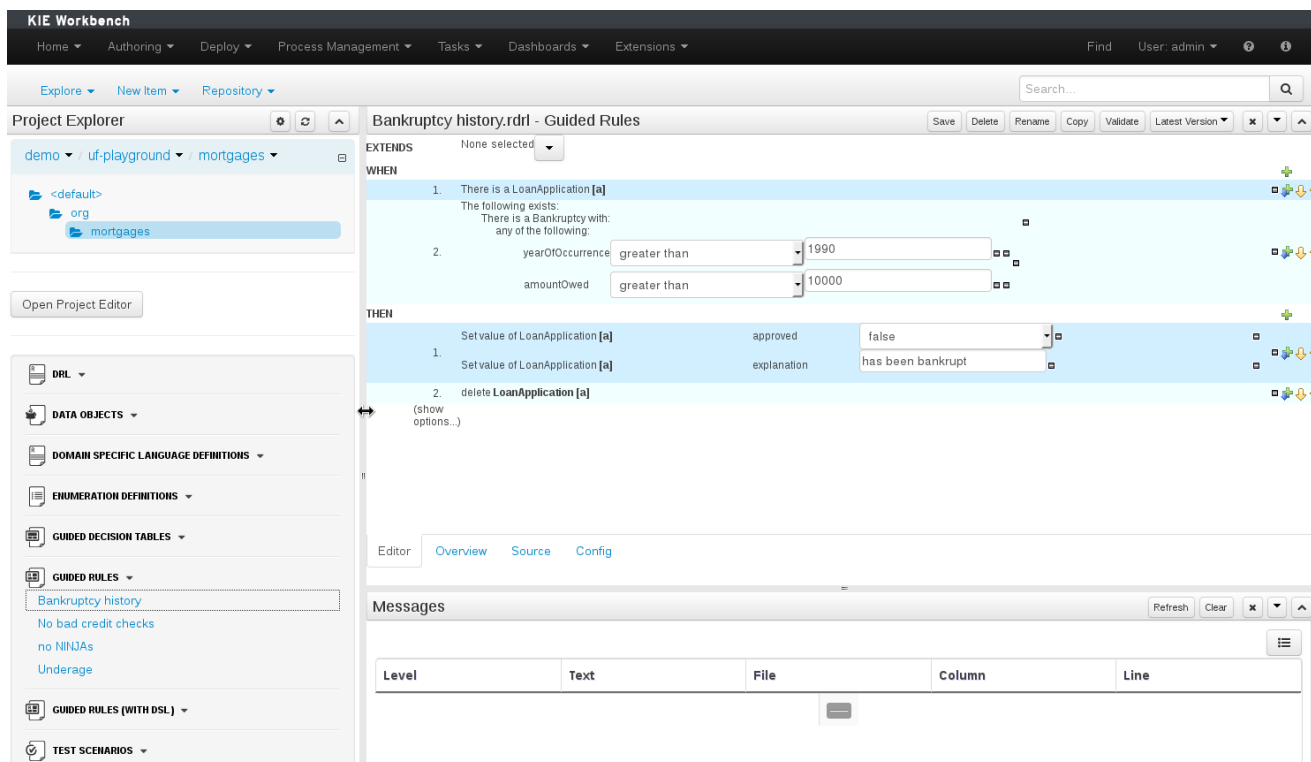 KIE Workbench
Home Authoring Deploy Process Management Tasks Dashboards Extensions Find User: admin
Explore New Item Repository Search...
Project Explorer
demo / uf-playground / mortgages
<default>
org
mortgages
Open Project Editor
DRL
DATA OBJECTS
DOMAIN SPECIFIC LANGUAGE DEFINITIONS
ENUMERATION DEFINITIONS
GUIDED DECISION TABLES
GUIDED RULES
Bankruptcy history
No bad credit checks
no NINJAs
Underage
GUIDED RULES (WITH DSL)
TEST SCENARIOS
Bankruptcy history.rdrl - Guided Rules Save Delete Rename Copy Validate Latest Version
EXTENDS None selected
WHEN
1. There is a LoanApplication [a]
The following exists:
There is a Bankruptcy with:
any of the following:
2. yearOfOccurrence greater than 1990
amountOwed greater than 10000
THEN
1. Set value of LoanApplication [a] approved false
Set value of LoanApplication [a] explanation has been bankrupt
2. delete LoanApplication [a]
(show
options...)
Editor Overview Source Config
Messages Refresh Clear
Level Text File Column Line